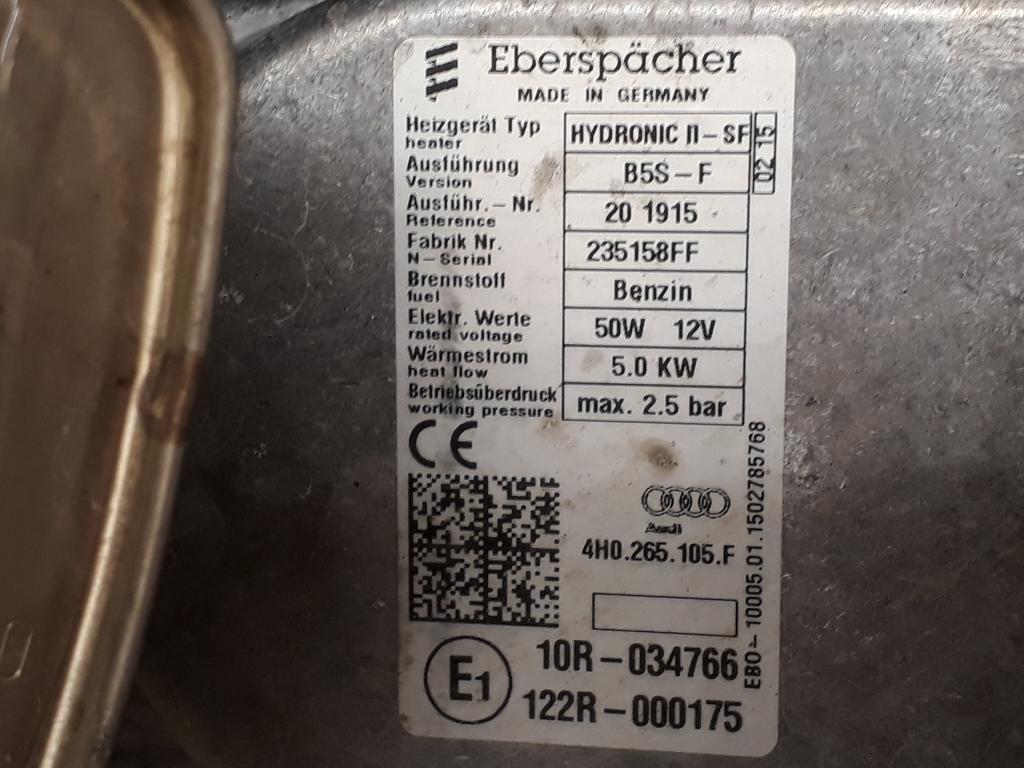 Eberspächer
MADE IN GERMANY
Heizgerät Typ
heater
HYDRONIC II-SF
02 15
Ausführung
Version
B5S-F
Ausführ.-Nr.
Reference
20 1915
Fabrik Nr.
N-Serial
235158FF
Brennstoff
fuel
Benzin
Elektr. Werte
rated voltage
50W 12V
Wärmestrom
heat flow
5.0 KW
Betriebsüberdruck
working pressure
max. 2.5 bar
CE
Audi
4H0.265.105.F
EBO-10005.01.1502785768
E1
10R-034766
122R-000175